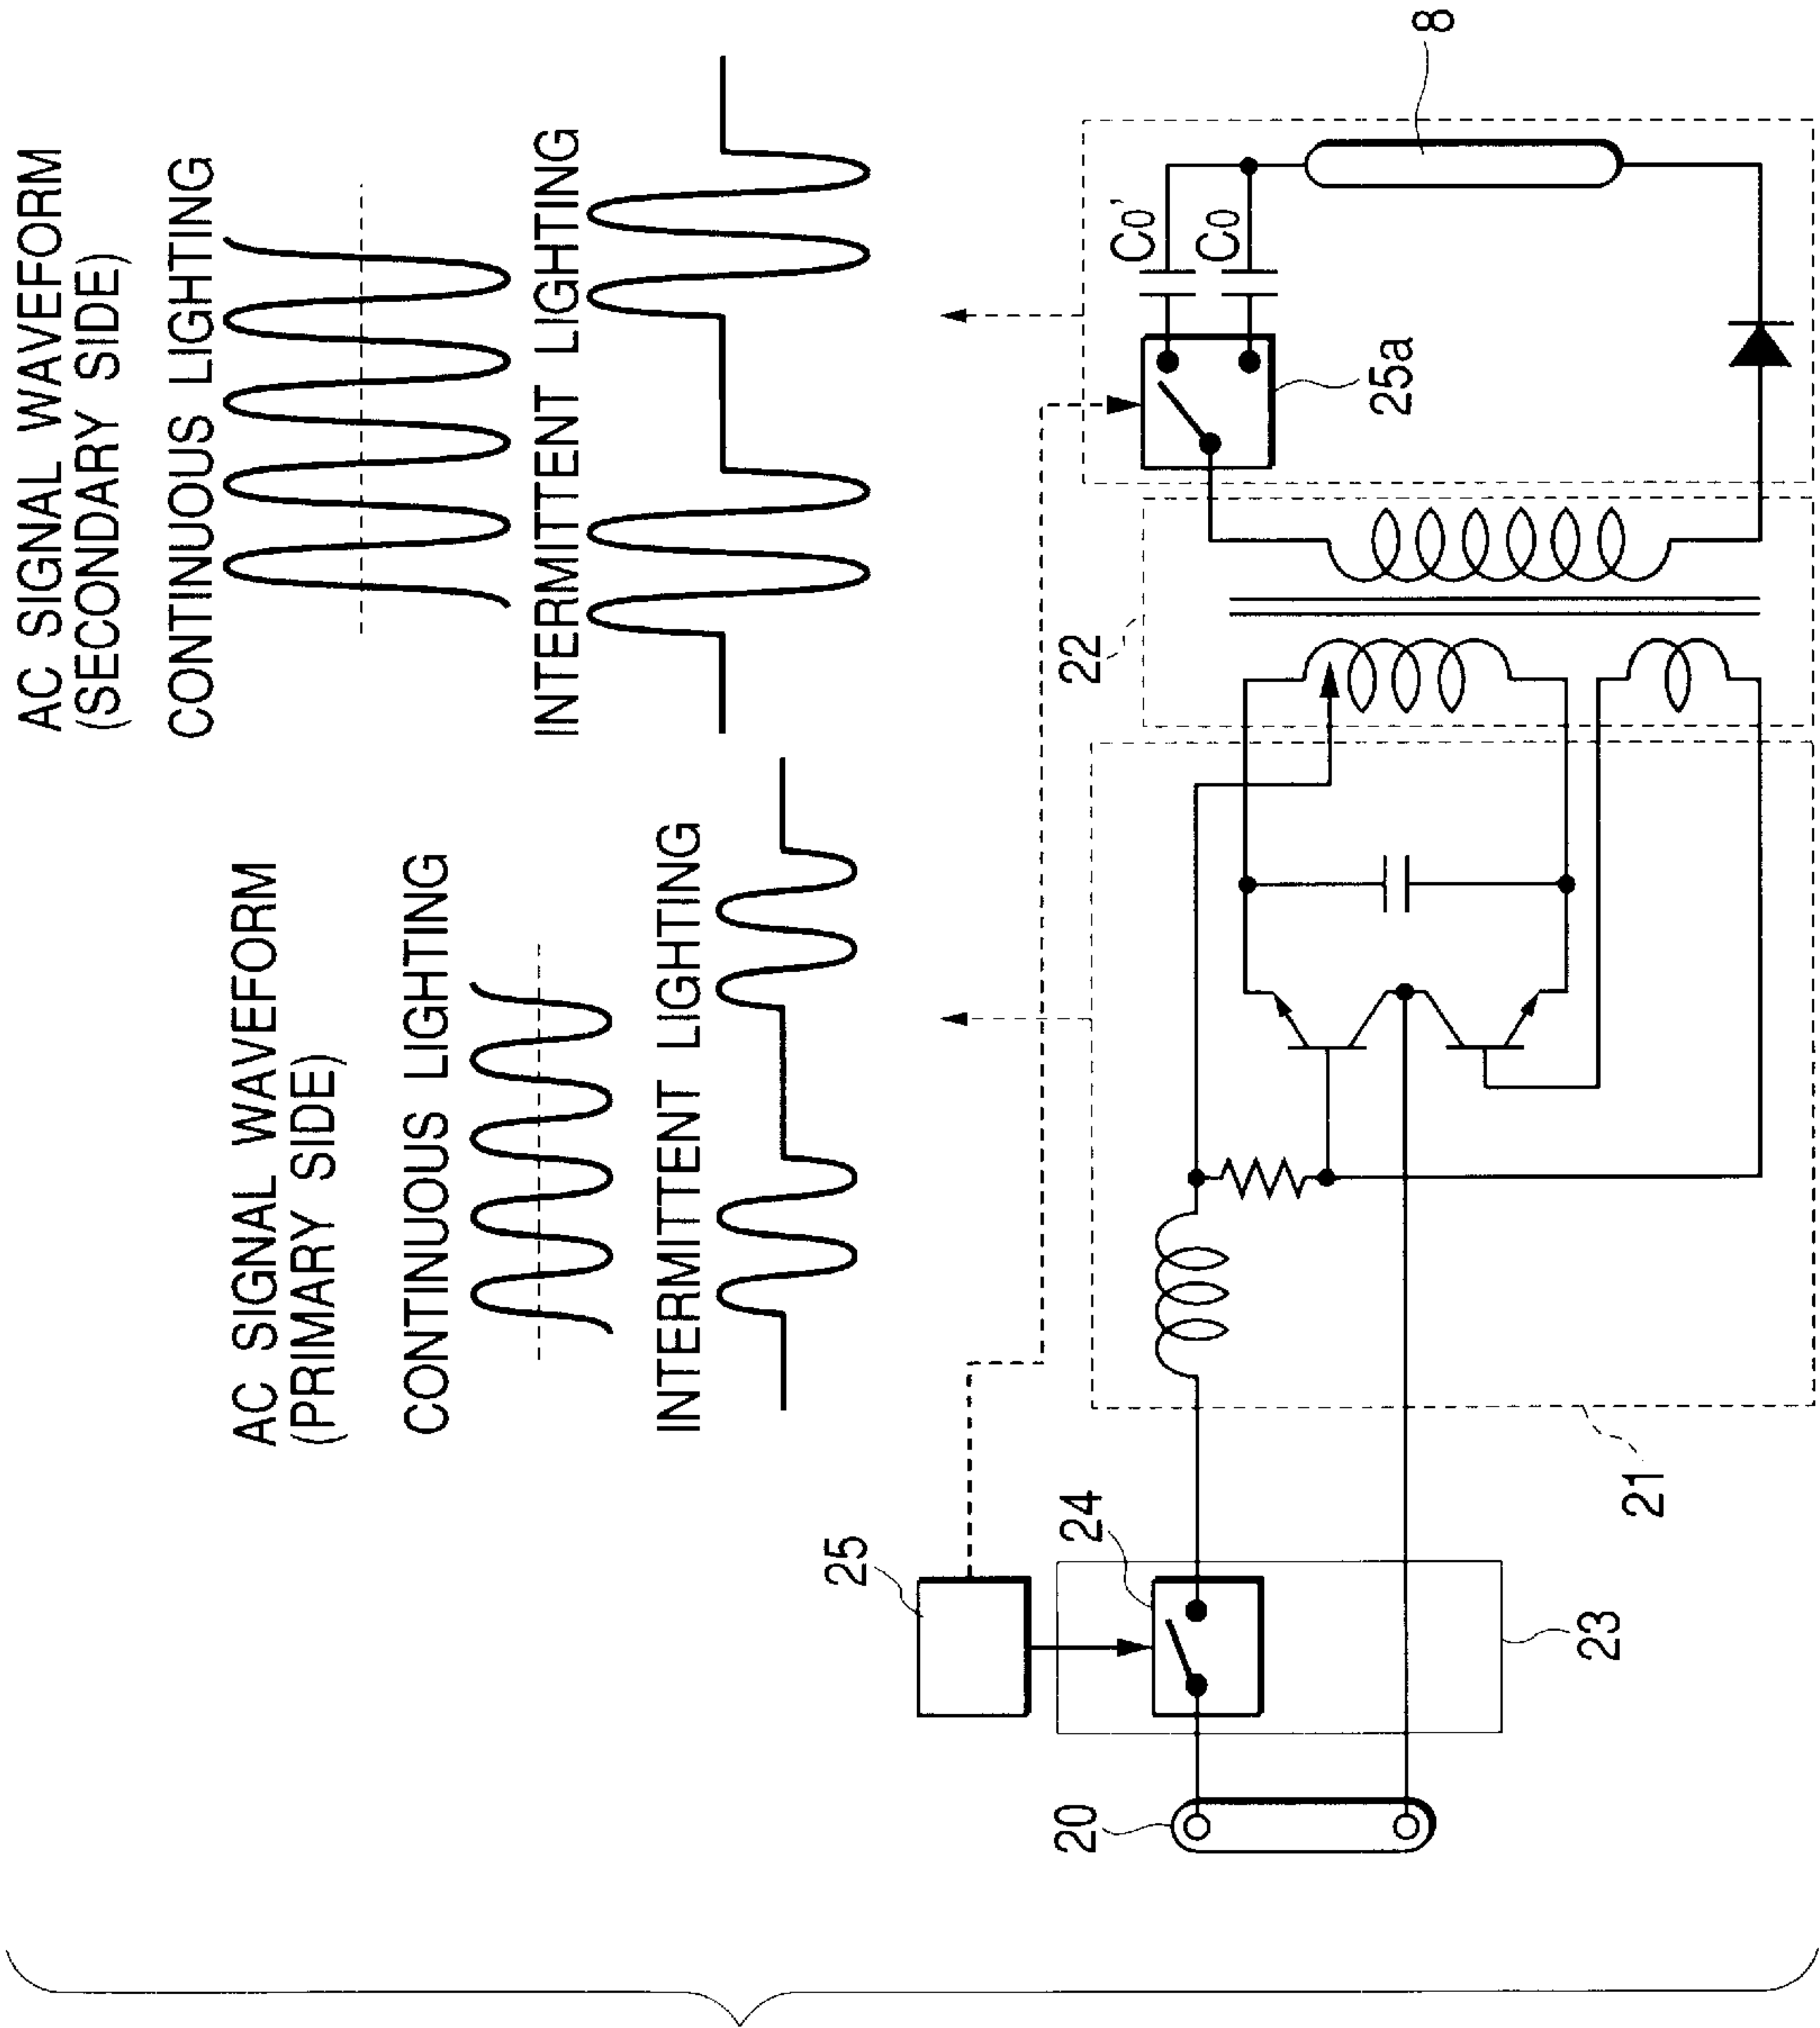 AC SIGNAL WAVEFORM
(SECONDARY SIDE)
CONTINUOUS LIGHTING
INTERMITTENT LIGHTING
AC SIGNAL WAVEFORM
(PRIMARY SIDE)
CONTINUOUS LIGHTING
INTERMITTENT LIGHTING
25
24
20
23
21
22
25a
C0'
C0
8